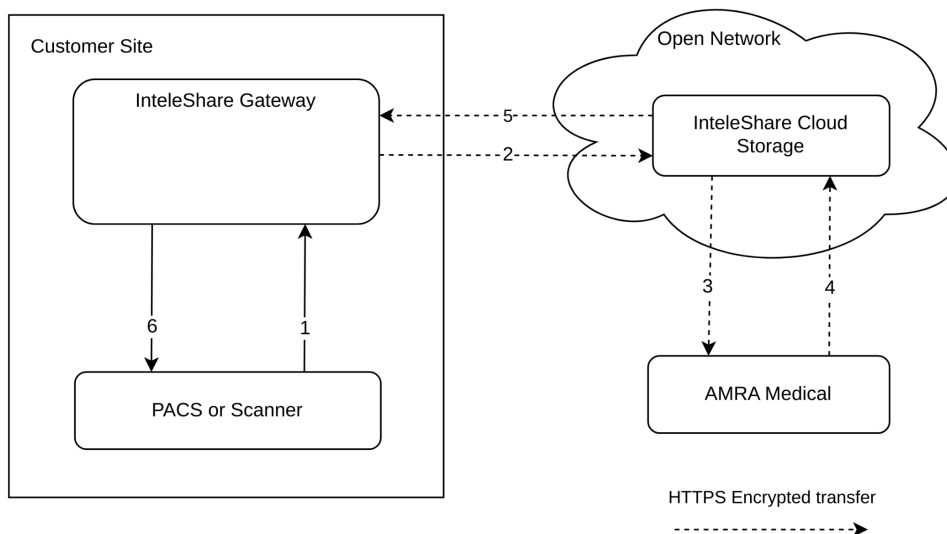 Customer Site
InteleShare Gateway
Open Network
InteleShare Cloud
Storage
5
2
3
4
6
1
PACS or Scanner
AMRA Medical
HTTPS Encrypted transfer